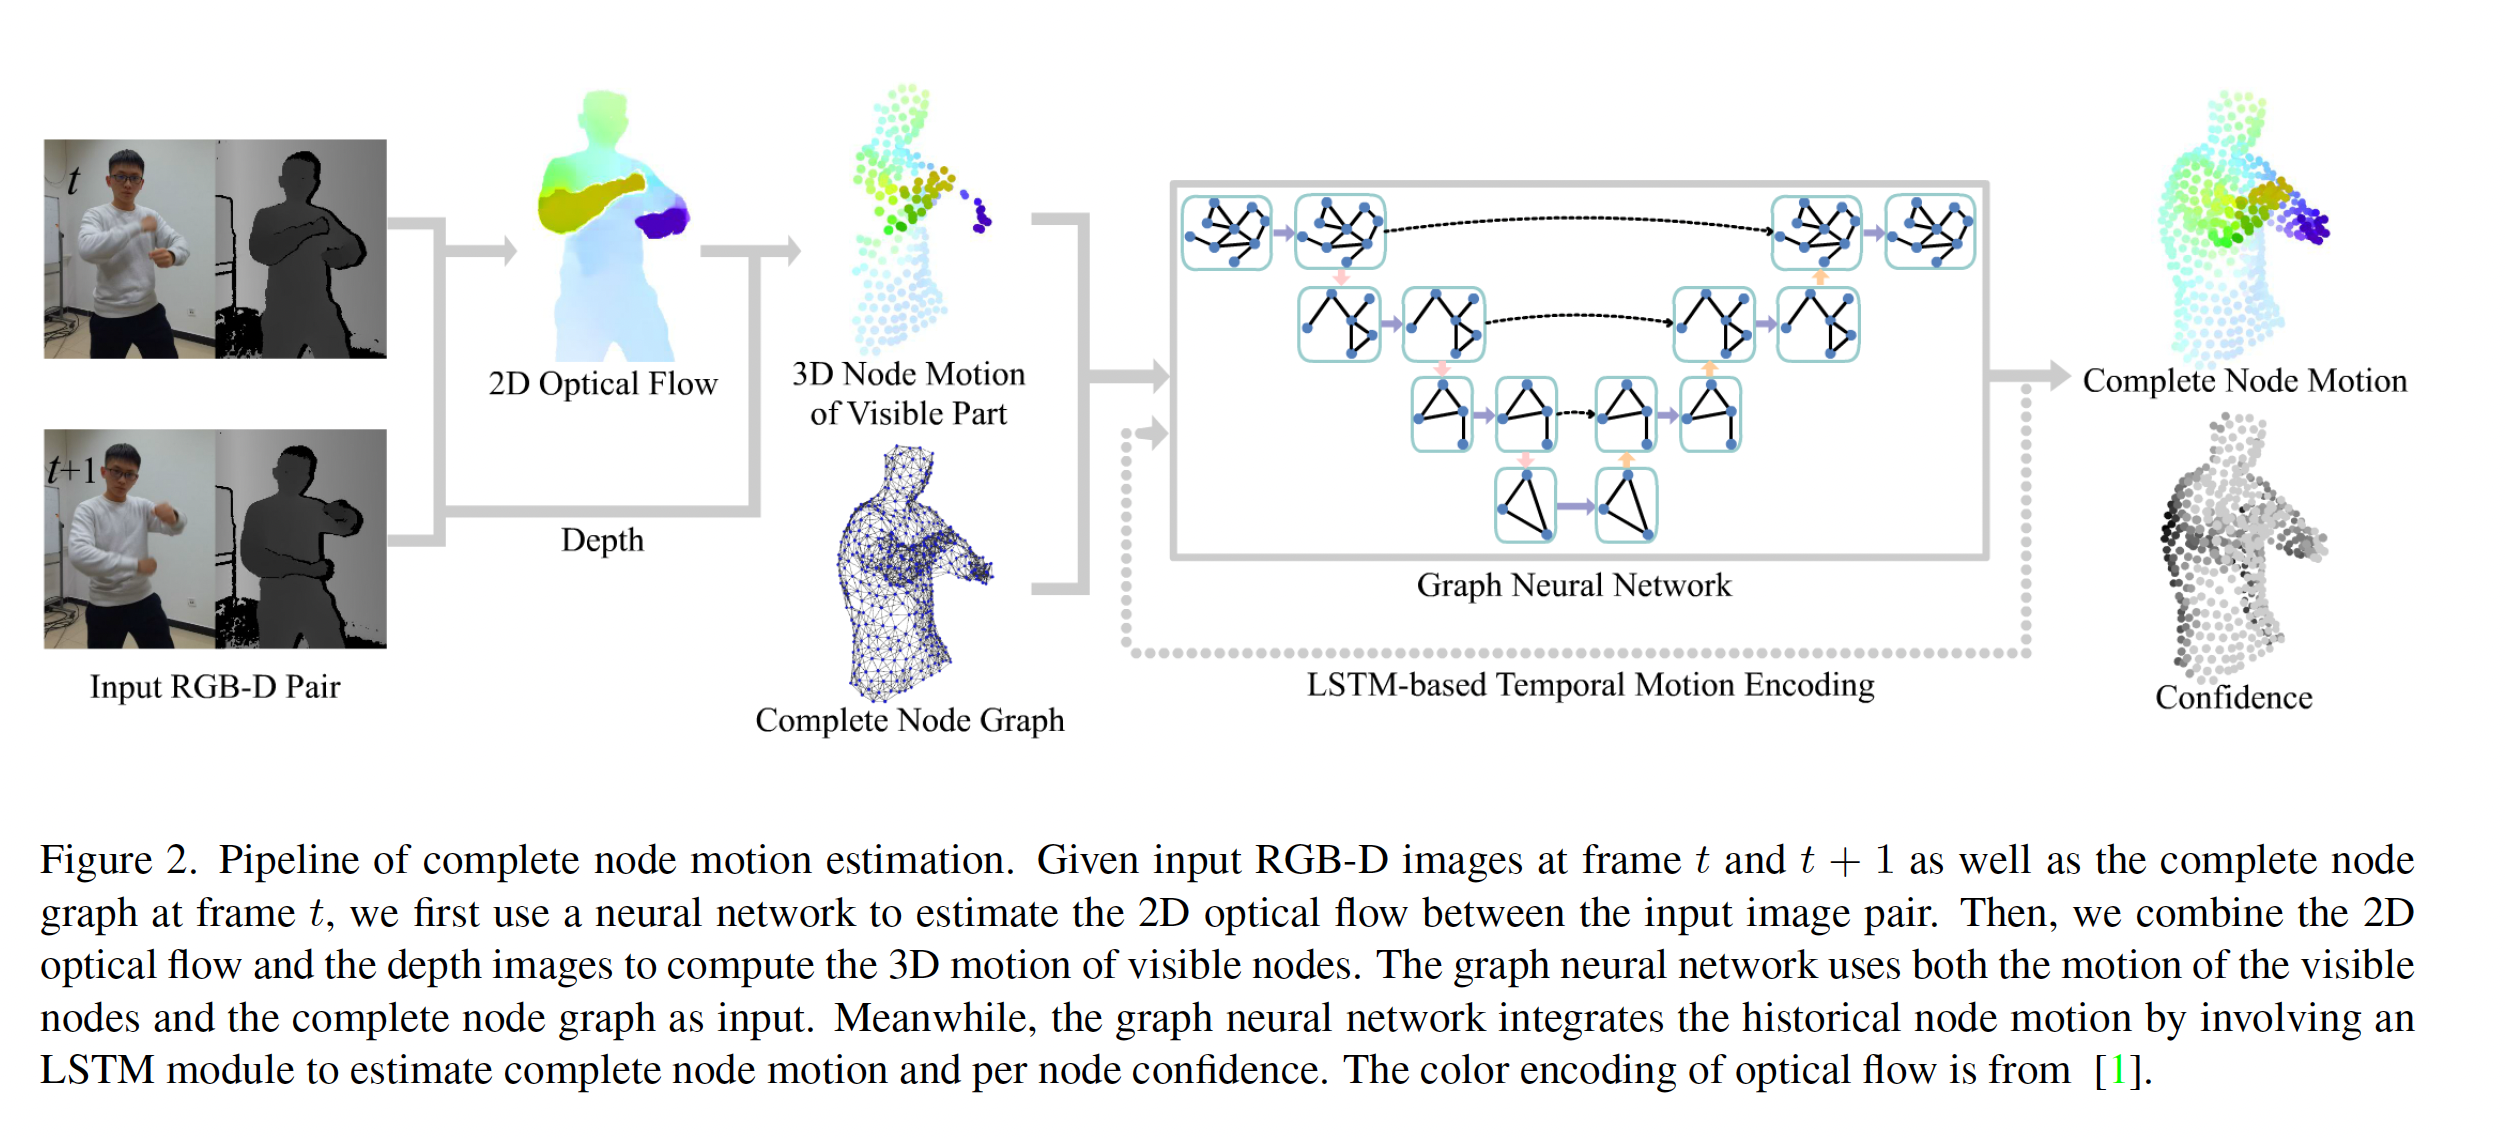 t
t+1
Input RGB-D Pair
2D Optical Flow
Depth
3D Node Motion
of Visible Part
Complete Node Graph
Graph Neural Network
LSTM-based Temporal Motion Encoding
Complete Node Motion
Confidence
Figure 2. Pipeline of complete node motion estimation. Given input RGB-D images at frame t and t + 1 as well as the complete node
graph at frame t, we first use a neural network to estimate the 2D optical flow between the input image pair. Then, we combine the 2D
optical flow and the depth images to compute the 3D motion of visible nodes. The graph neural network uses both the motion of the visible
nodes and the complete node graph as input. Meanwhile, the graph neural network integrates the historical node motion by involving an
LSTM module to estimate complete node motion and per node confidence. The color encoding of optical flow is from [1].